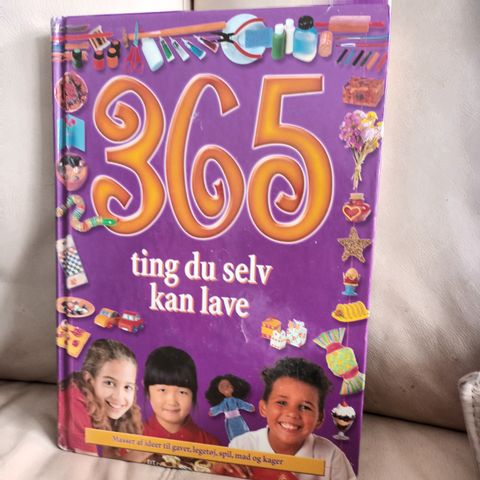 365
ting du selv
kan lave
Masser af ideer til gaver, legetøj, spil, mad og kager